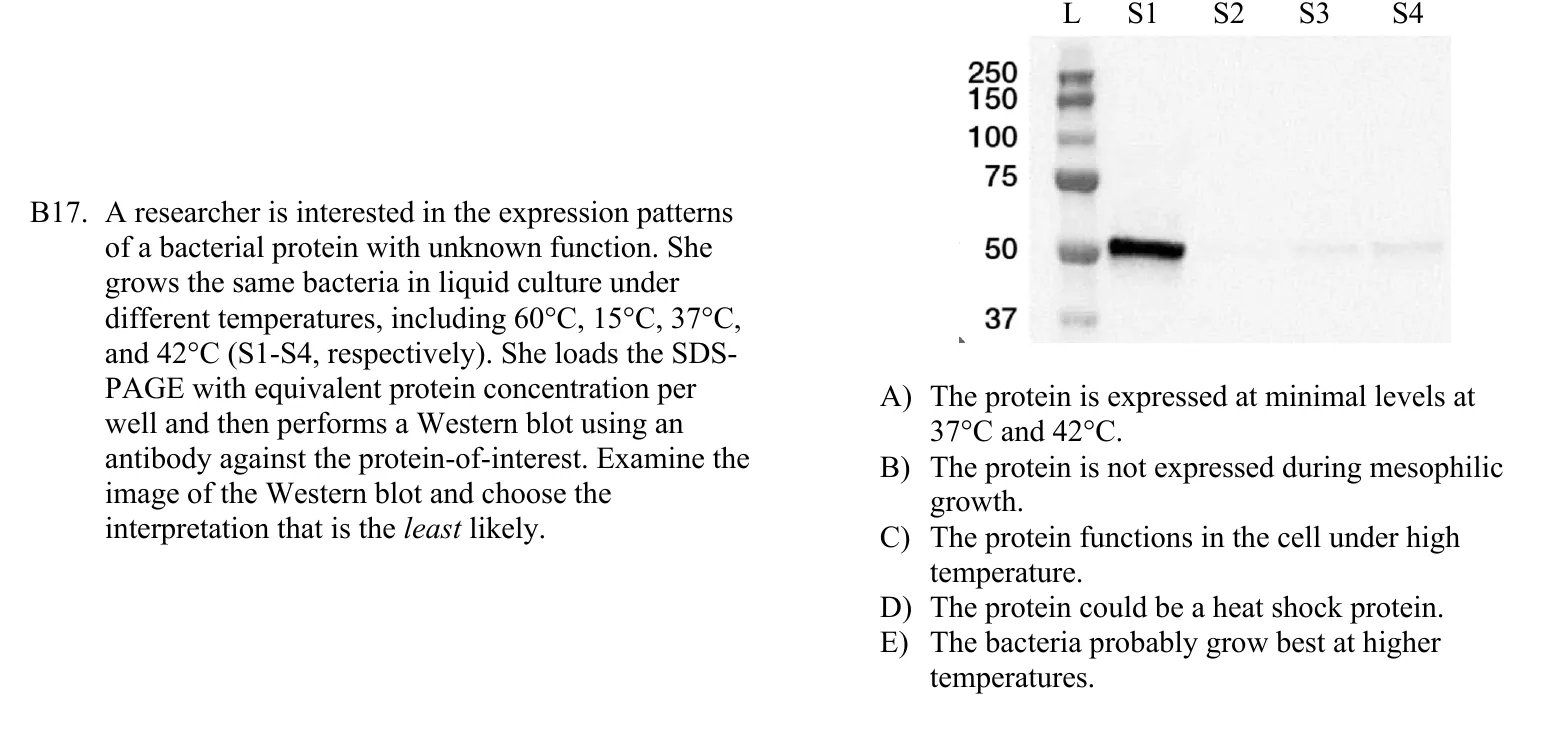 L S1 S2 S3 S4
250
150
100
75
50
37
B17. A researcher is interested in the expression patterns
of a bacterial protein with unknown function. She
grows the same bacteria in liquid culture under
different temperatures, including 60°C, 15°C, 37°C,
and 42°C (S1-S4, respectively). She loads the SDS-
PAGE with equivalent protein concentration per
well and then performs a Western blot using an
antibody against the protein-of-interest. Examine the
image of the Western blot and choose the
interpretation that is the least likely.
A) The protein is expressed at minimal levels at
37°C and 42°C.
B) The protein is not expressed during mesophilic
growth.
C) The protein functions in the cell under high
temperature.
D) The protein could be a heat shock protein.
E) The bacteria probably grow best at higher
temperatures.